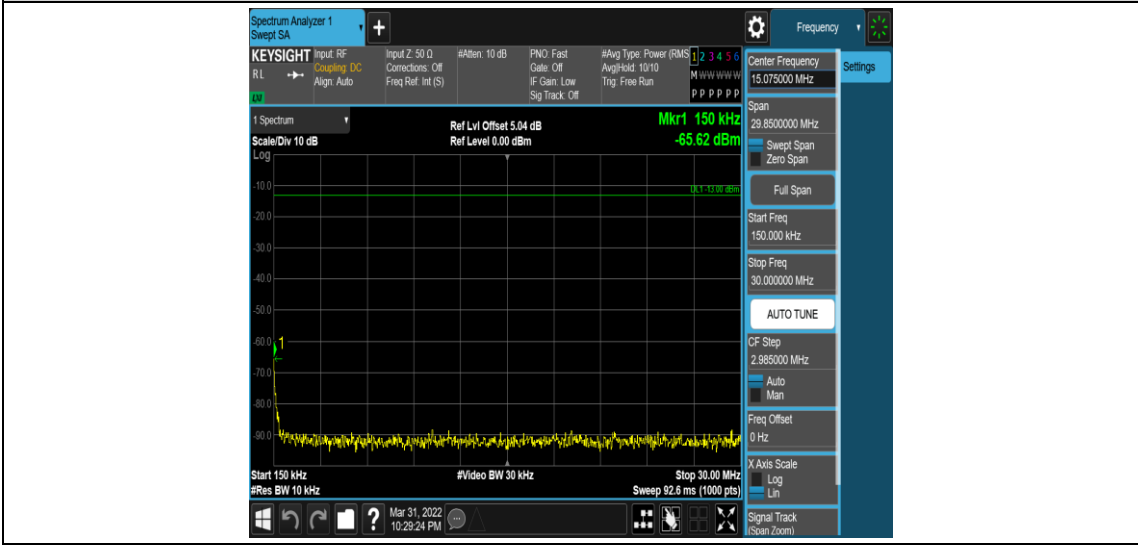 Spectrum Analyzer 1
Swept SA
+
Frequency
KEYSIGHT
RL
LXI
Input: RF
Coupling: DC
Align: Auto
Input Z: 50 Ω
Corrections: Off
Freq Ref: Int (S)
#Atten: 10 dB
PNO: Fast
Gate: Off
IF Gain: Low
Sig Track: Off
#Avg Type: Power (RMS
Avg|Hold: 10/10
Trig: Free Run
1 2 3 4 5 6
M W W W W W
P P P P P P
1 Spectrum
Scale/Div 10 dB
Log
Ref Lvl Offset 5.04 dB
Ref Level 0.00 dBm
Mkr1 150 kHz
-65.62 dBm
DL1 -13.00 dBm
-10.0
-20.0
-30.0
-40.0
-50.0
-60.0
1
-70.0
-80.0
-90.0
Start 150 kHz
#Video BW 30 kHz
Stop 30.00 MHz
#Res BW 10 kHz
Sweep 92.6 ms (1000 pts)
?
Mar 31, 2022
10:29:24 PM
Center Frequency
15.075000 MHz
Settings
Span
29.8500000 MHz
Swept Span
Zero Span
Full Span
Start Freq
150.000 kHz
Stop Freq
30.000000 MHz
AUTO TUNE
CF Step
2.985000 MHz
Auto
Man
Freq Offset
0 Hz
X Axis Scale
Log
Lin
Signal Track
(Span Zoom)